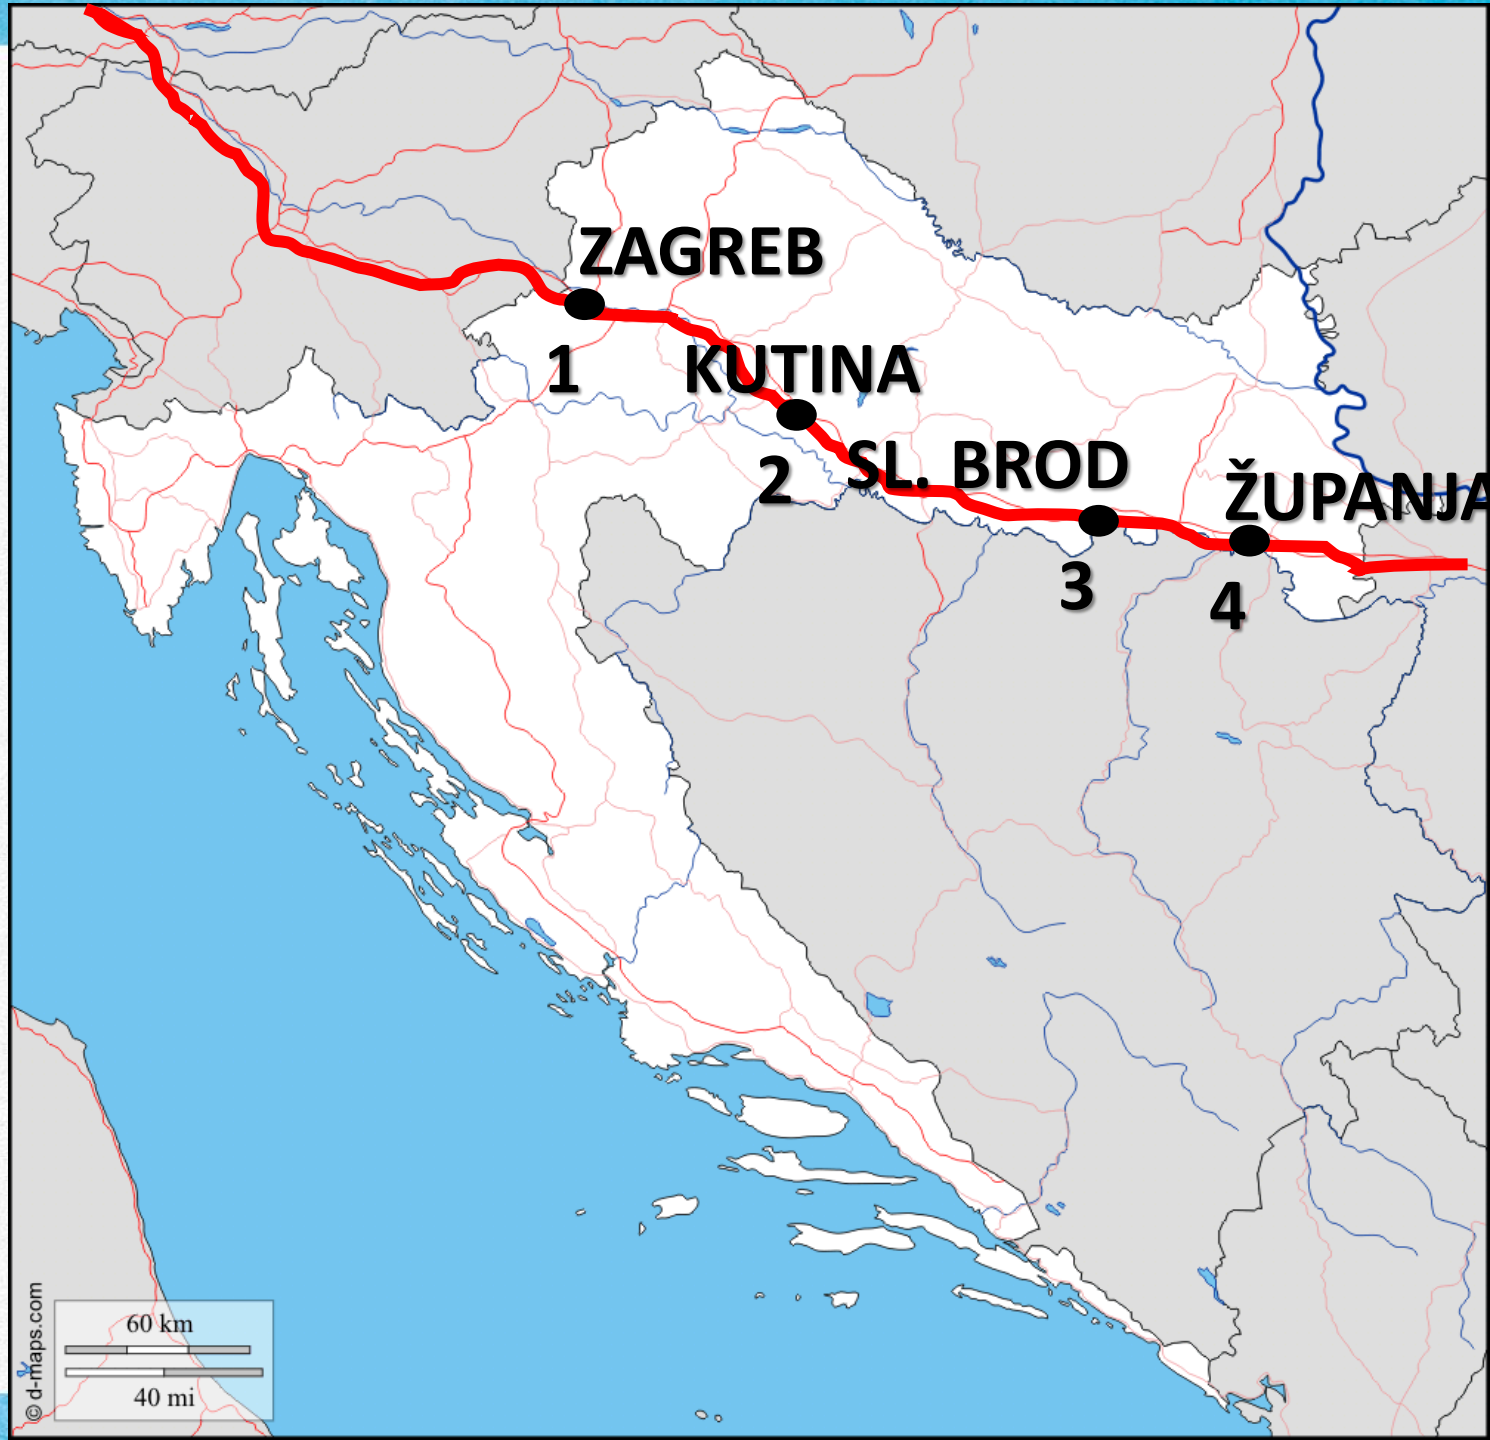 ZAGREB
1
KUTINA
2
SL. BROD
3
ŽUPANJA
4
60 km
40 mi
© d-maps.com